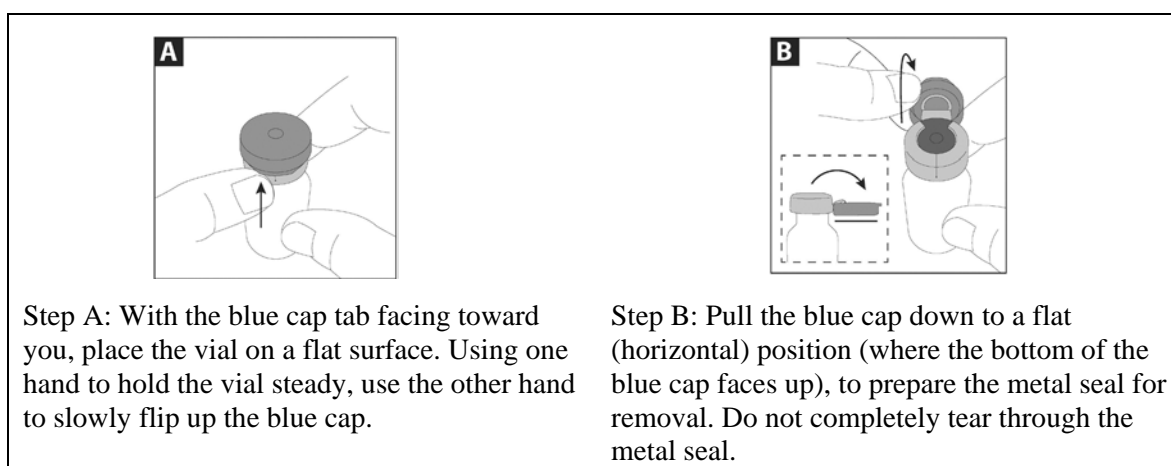 A
B
Step A: With the blue cap tab facing toward
you, place the vial on a flat surface. Using one
hand to hold the vial steady, use the other hand
to slowly flip up the blue cap.
Step B: Pull the blue cap down to a flat
(horizontal) position (where the bottom of the
blue cap faces up), to prepare the metal seal for
removal. Do not completely tear through the
metal seal.